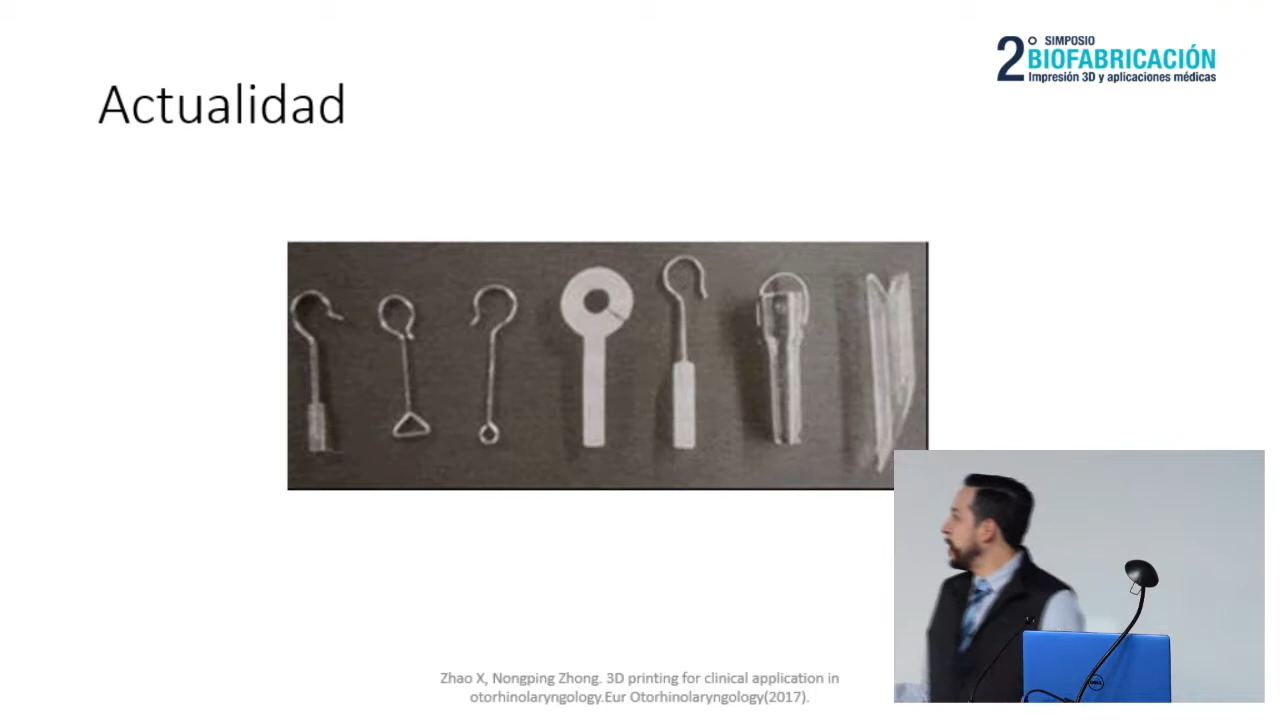 2° SIMPOSIO
BIOFABRICACIÓN
Impresión 3D y aplicaciones médicas
Actualidad
Zhao X, Nongping Zhong. 3D printing for clinical application in
otorhinolaryngology.Eur Otorhinolaryngology(2017).
DELL